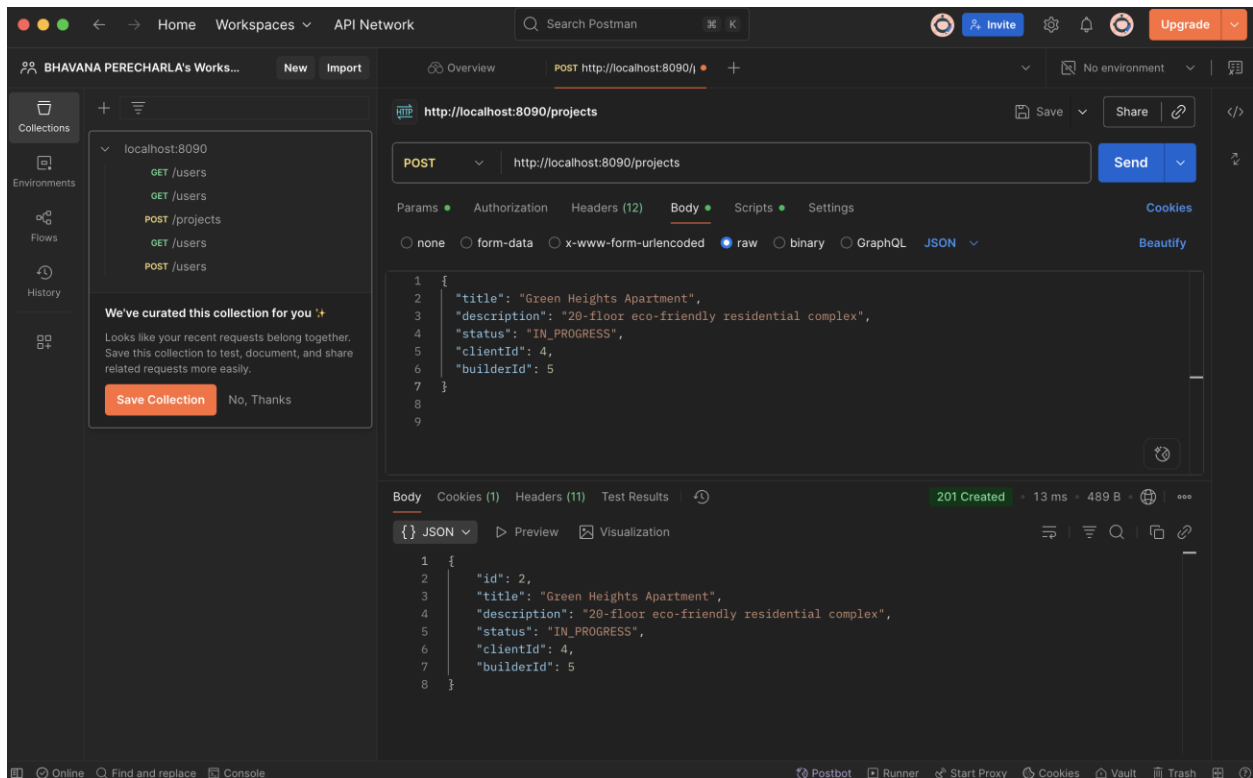 Home Workspaces API Network Search Postman ⌘ K Invite Upgrade
BHAVANA PERECHARLA's Works... New Import Overview POST http://localhost:8090/p No environment
Collections
Environments
Flows
History
localhost:8090
GET /users
GET /users
POST /projects
GET /users
POST /users
We've curated this collection for you
Looks like your recent requests belong together.
Save this collection to test, document, and share
related requests more easily.
Save Collection No, Thanks
HTTP http://localhost:8090/projects Save Share
POST http://localhost:8090/projects Send
Params Authorization Headers (12) Body Scripts Settings Cookies
none form-data x-www-form-urlencoded raw binary GraphQL JSON Beautify
1 {
2 "title": "Green Heights Apartment",
3 "description": "20-floor eco-friendly residential complex",
4 "status": "IN_PROGRESS",
5 "clientId": 4,
6 "builderId": 5
7 }
8
9
Body Cookies (1) Headers (11) Test Results 201 Created 13 ms 489 B
{} JSON Preview Visualization
1 {
2 "id": 2,
3 "title": "Green Heights Apartment",
4 "description": "20-floor eco-friendly residential complex",
5 "status": "IN_PROGRESS",
6 "clientId": 4,
7 "builderId": 5
8 }
Online Find and replace Console Postbot Runner Start Proxy Cookies Vault Trash